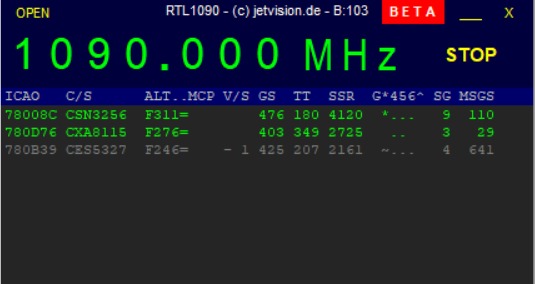 OPEN RTL1090 - (c) jetvision.de - B:103 BETA __ X
1090.000 MHz STOP
ICAO C/S ALT..MCP V/S GS TT SSR G*456^ SG MSGS
78008C CSN3256 F311= 476 180 4120 *... 9 110
780D76 CXA8115 F276= 403 349 2725 .. 3 29
780B39 CES5327 F246= - 1 425 207 2161 ~... 4 641